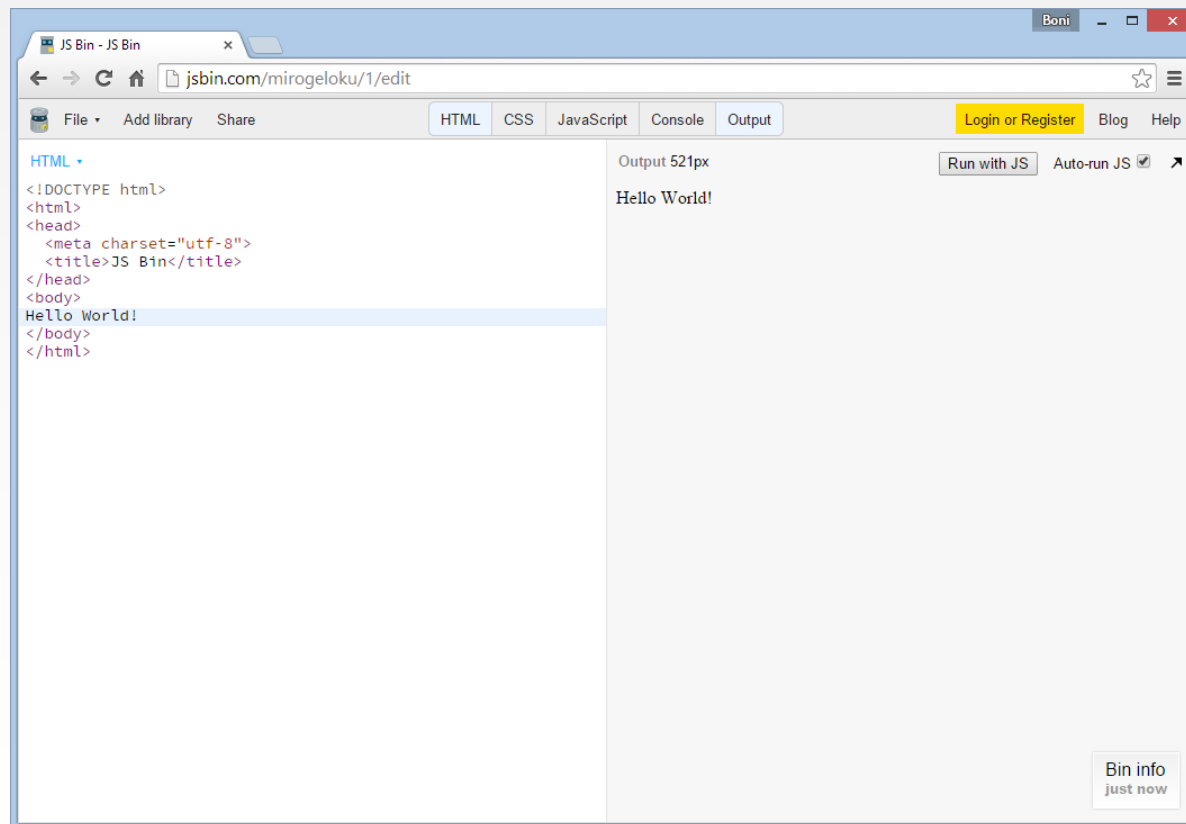 Boni
JS Bin - JS Bin
jsbin.com/mirogeloku/1/edit
File Add library Share HTML CSS JavaScript Console Output Login or Register Blog Help
HTML
<!DOCTYPE html>
<html>
<head>
  <meta charset="utf-8">
  <title>JS Bin</title>
</head>
<body>
Hello World!
</body>
</html>
Output 521px Run with JS Auto-run JS
Hello World!
Bin info
just now